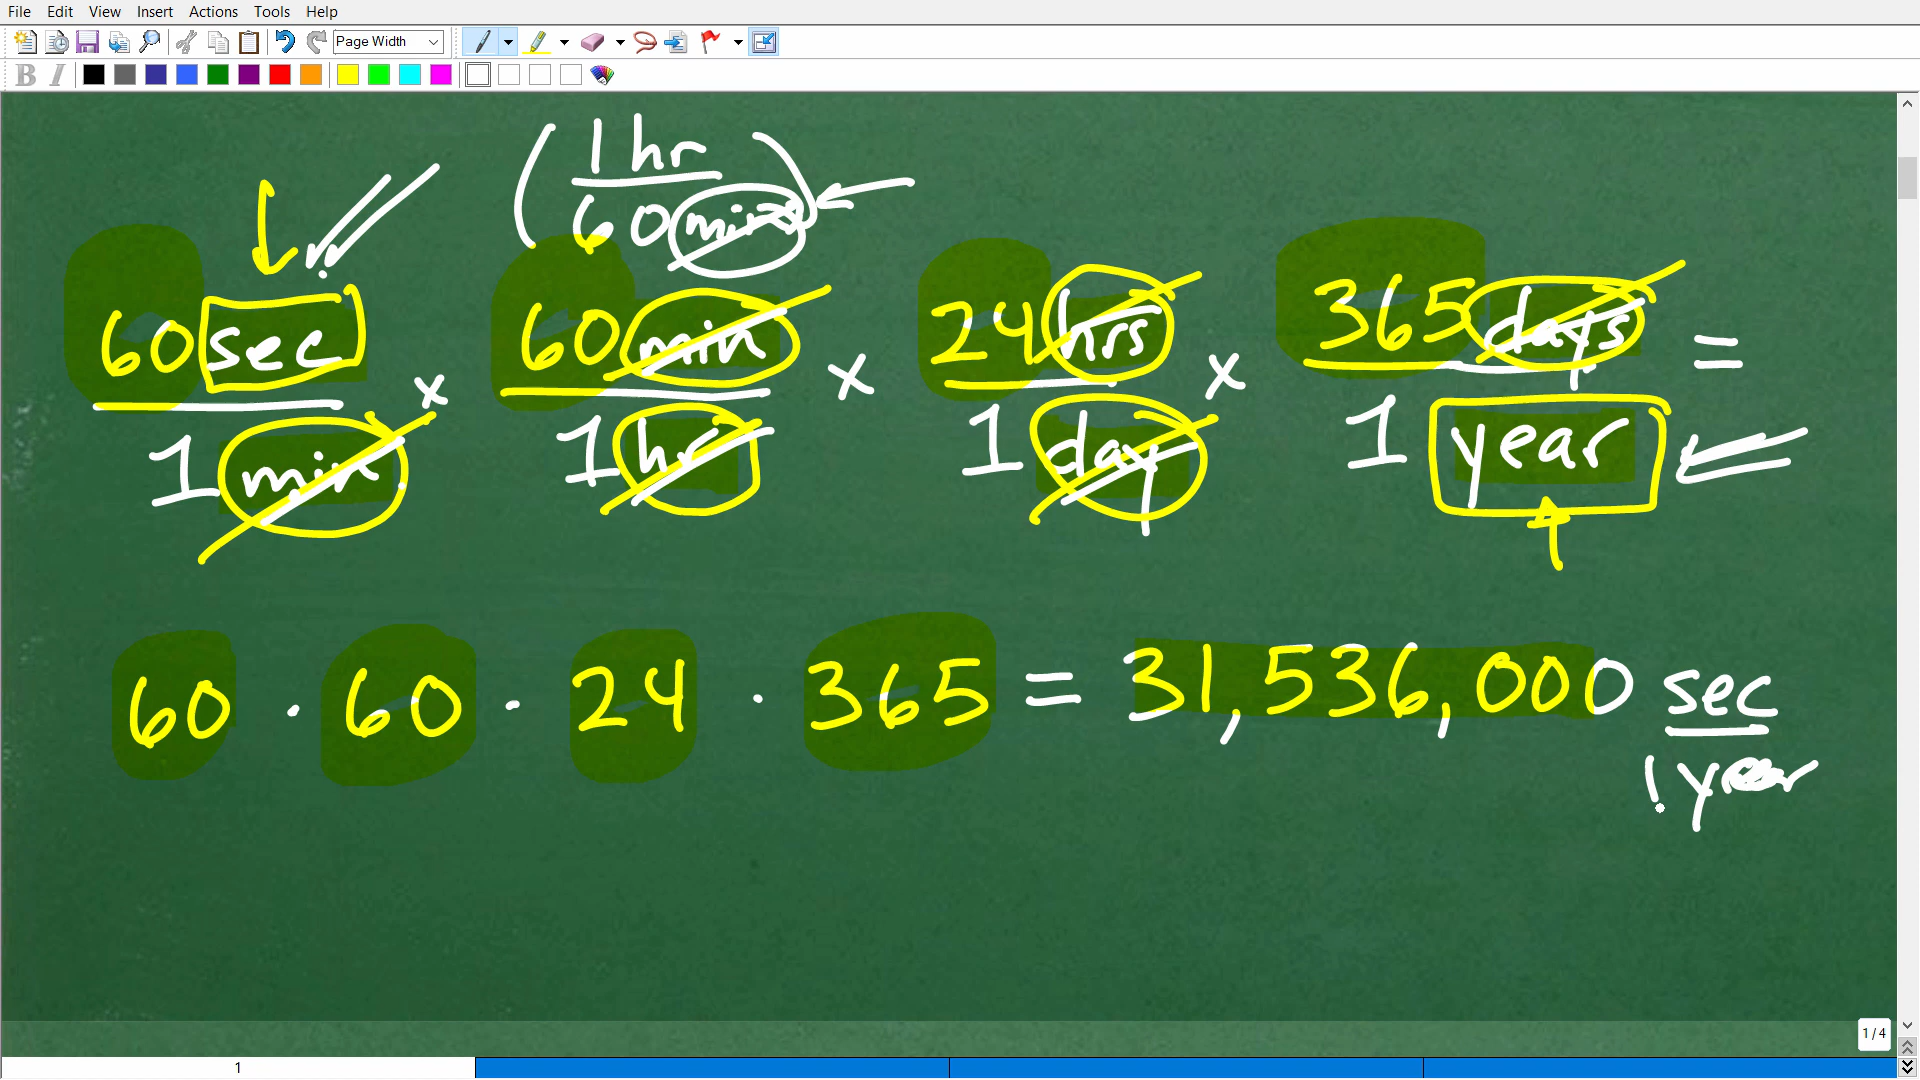 File Edit View Insert Actions Tools Help
Page Width
B I
(1 hr / 60 min)
60 sec / 1 min x 60 min / 1 hr x 24 hrs / 1 day x 365 days / 1 year =
60 · 60 · 24 · 365 = 31,536,000 sec / 1 year
1 / 4
1